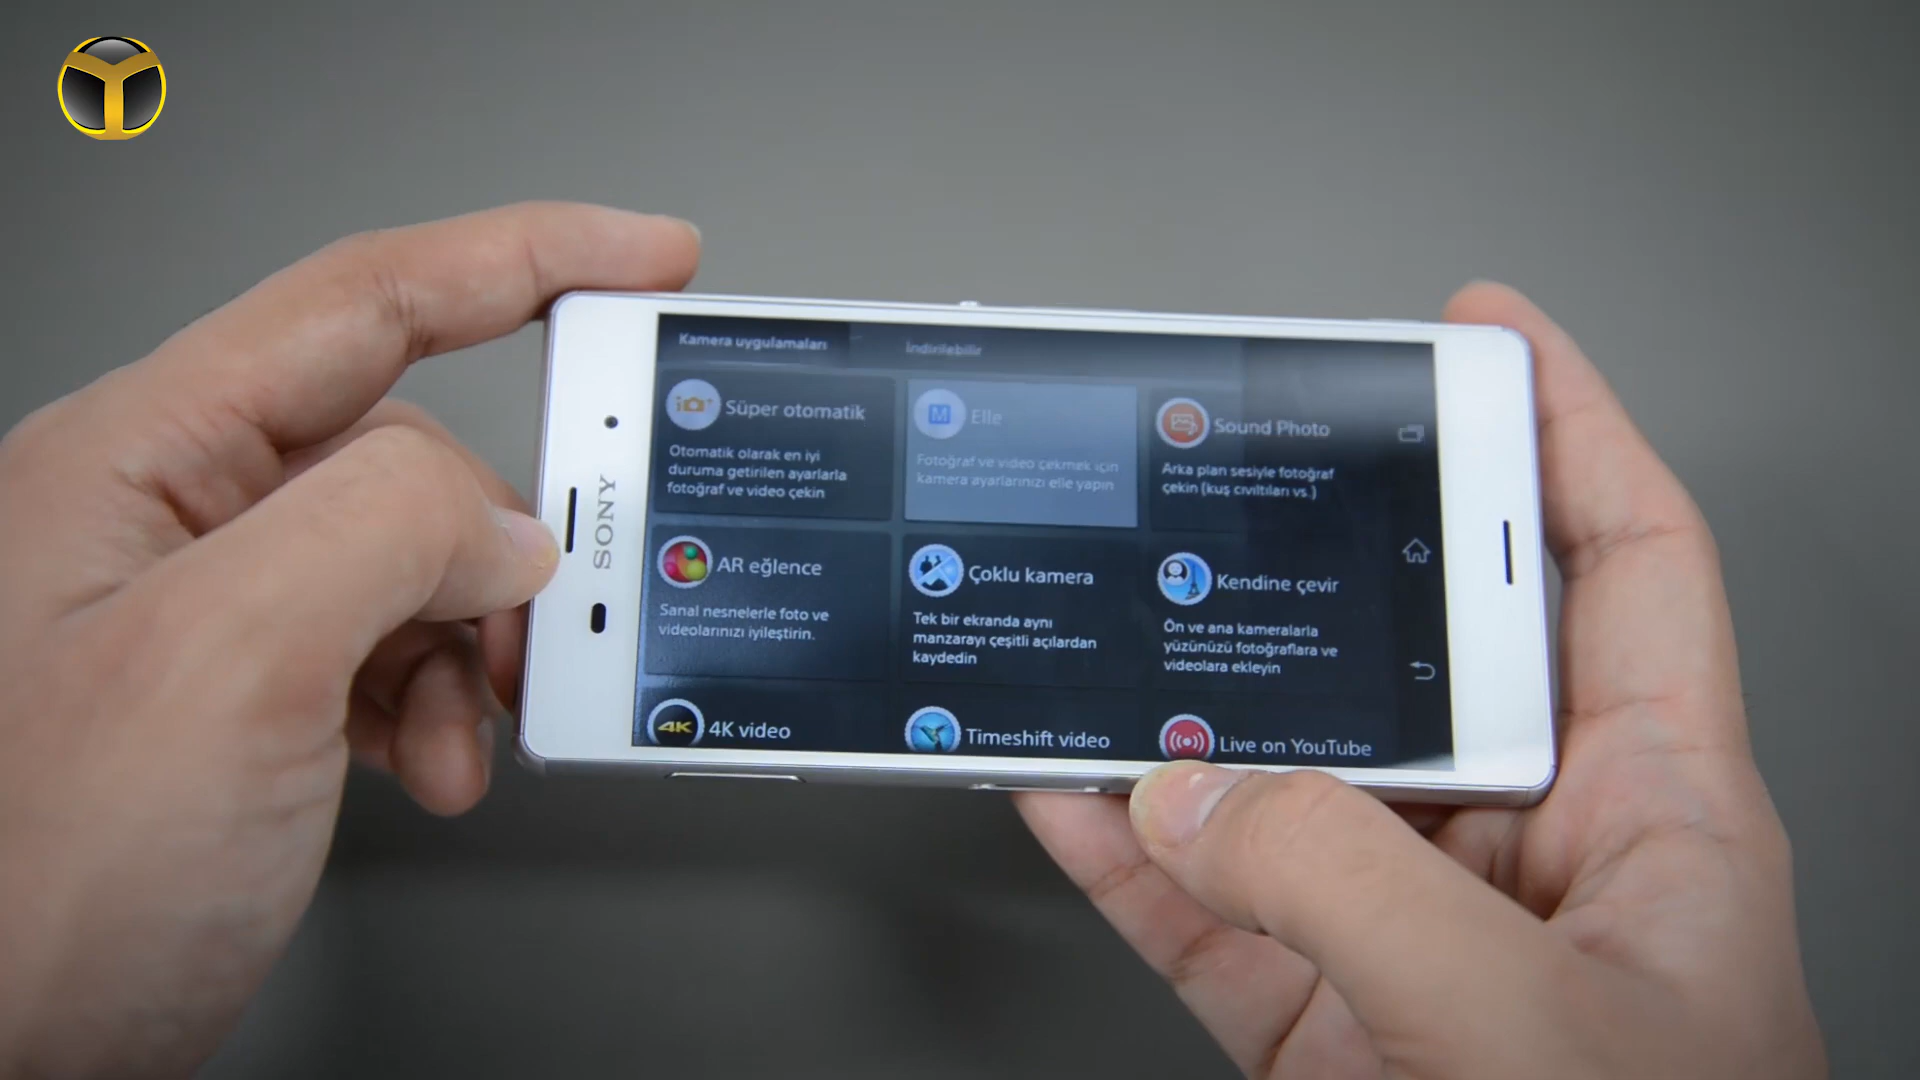 Kamera uygulamaları
İndirilebilir
Süper otomatik
Otomatik olarak en iyi
duruma getirilen ayarlarla
fotoğraf ve video çekin
M
Elle
Fotoğraf ve video çekmek için
kamera ayarlarınızı elle yapın
Sound Photo
Arka plan sesiyle fotoğraf
çekin (kuş cıvıltıları vs.)
AR eğlence
Sanal nesnelerle foto ve
videolarınızı iyileştirin.
Çoklu kamera
Tek bir ekranda aynı
manzarayı çeşitli açılardan
kaydedin
Kendine çevir
Ön ve ana kameralarla
yüzünüzü fotoğraflara ve
videolara ekleyin
4K
4K video
Timeshift video
Live on YouTube
SONY